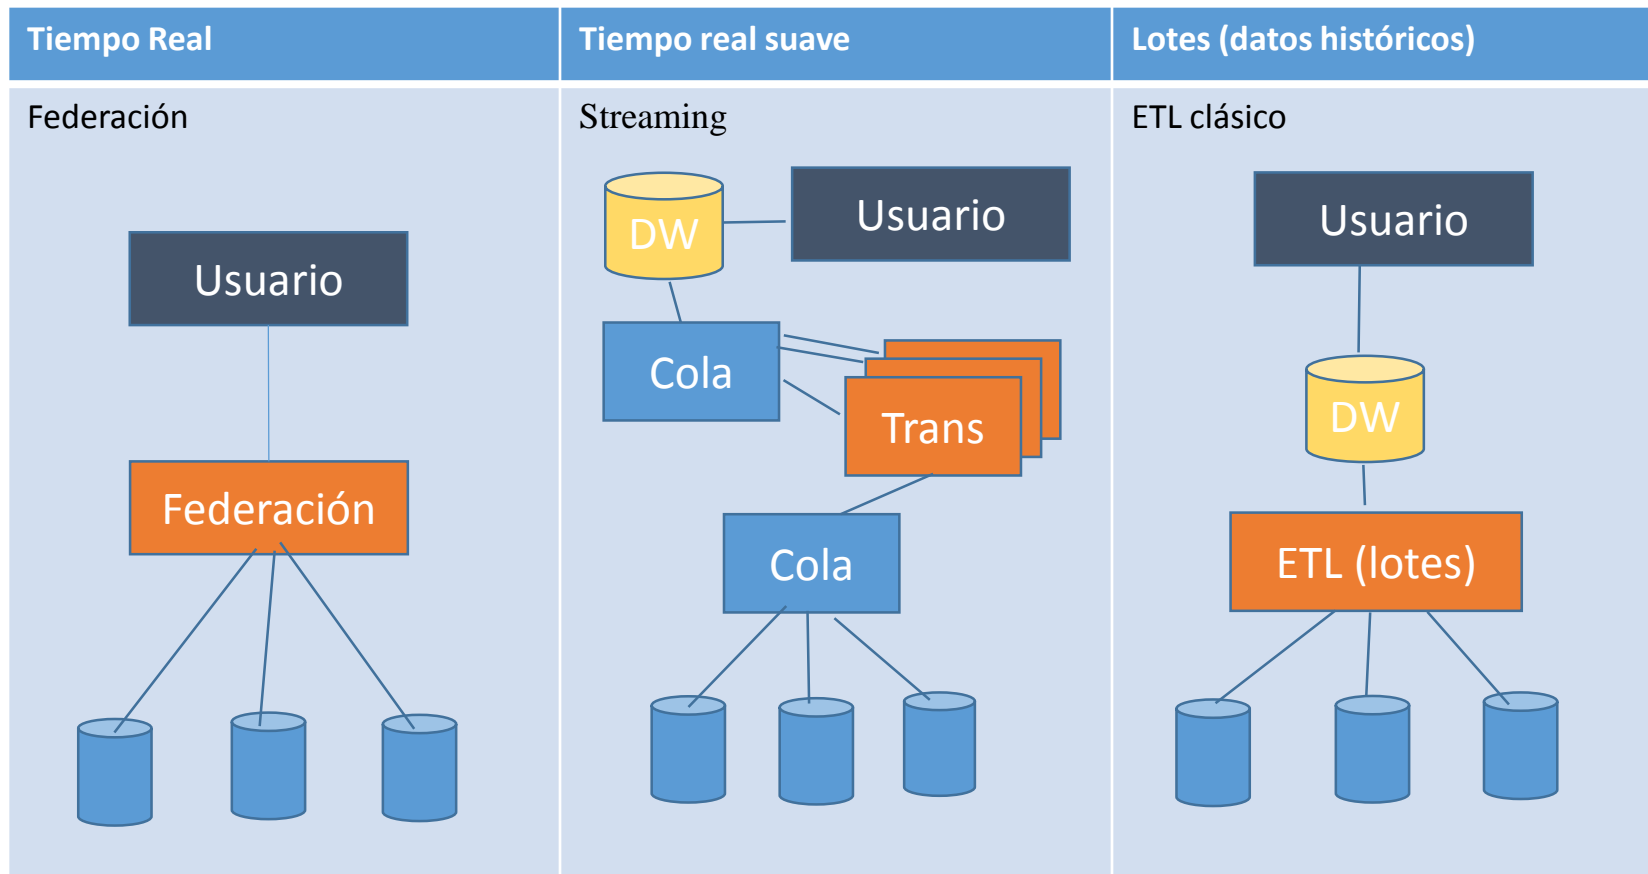 Tiempo Real
Tiempo real suave
Lotes (datos históricos)
Federación
Usuario
Federación
Streaming
DW
Usuario
Cola
Trans
Cola
ETL clásico
Usuario
DW
ETL (lotes)